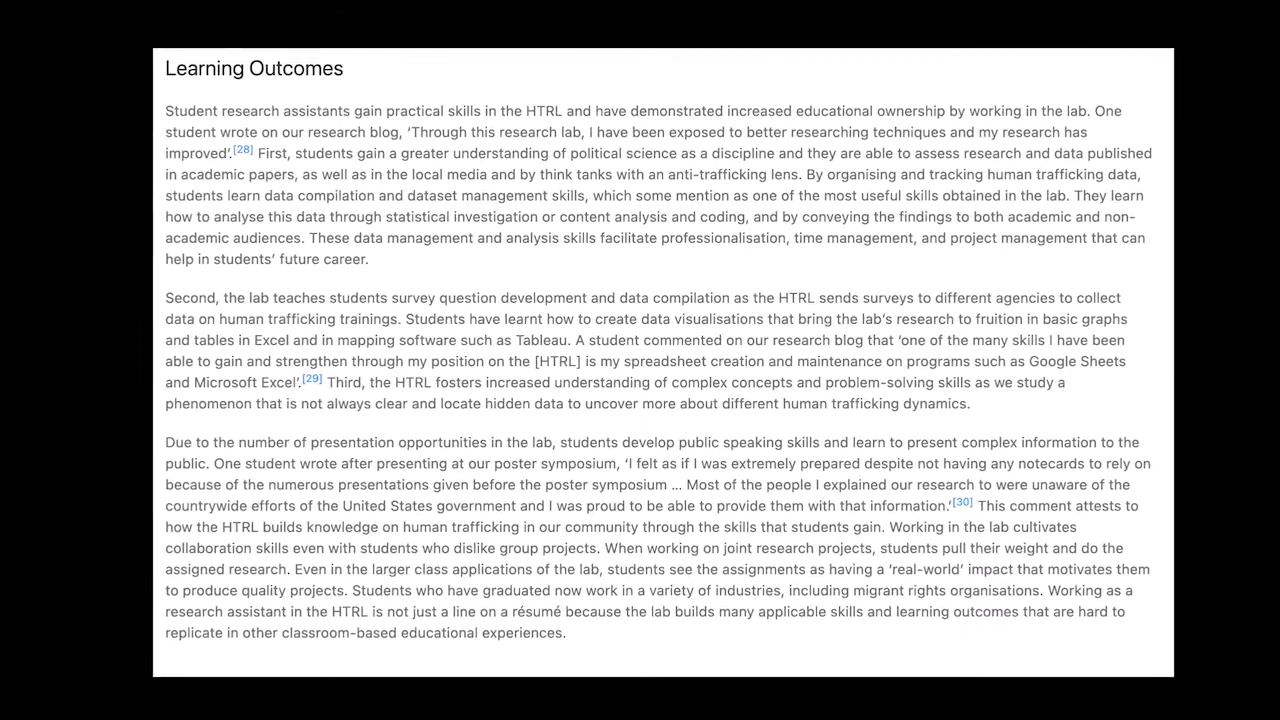 Learning Outcomes
Student research assistants gain practical skills in the HTRL and have demonstrated increased educational ownership by working in the lab. One
student wrote on our research blog, ‘Through this research lab, I have been exposed to better researching techniques and my research has
improved’.[28] First, students gain a greater understanding of political science as a discipline and they are able to assess research and data published
in academic papers, as well as in the local media and by think tanks with an anti-trafficking lens. By organising and tracking human trafficking data,
students learn data compilation and dataset management skills, which some mention as one of the most useful skills obtained in the lab. They learn
how to analyse this data through statistical investigation or content analysis and coding, and by conveying the findings to both academic and non-
academic audiences. These data management and analysis skills facilitate professionalisation, time management, and project management that can
help in students’ future career.
Second, the lab teaches students survey question development and data compilation as the HTRL sends surveys to different agencies to collect
data on human trafficking trainings. Students have learnt how to create data visualisations that bring the lab’s research to fruition in basic graphs
and tables in Excel and in mapping software such as Tableau. A student commented on our research blog that ‘one of the many skills I have been
able to gain and strengthen through my position on the [HTRL] is my spreadsheet creation and maintenance on programs such as Google Sheets
and Microsoft Excel’.[29] Third, the HTRL fosters increased understanding of complex concepts and problem-solving skills as we study a
phenomenon that is not always clear and locate hidden data to uncover more about different human trafficking dynamics.
Due to the number of presentation opportunities in the lab, students develop public speaking skills and learn to present complex information to the
public. One student wrote after presenting at our poster symposium, ‘I felt as if I was extremely prepared despite not having any notecards to rely on
because of the numerous presentations given before the poster symposium ... Most of the people I explained our research to were unaware of the
countrywide efforts of the United States government and I was proud to be able to provide them with that information.’[30] This comment attests to
how the HTRL builds knowledge on human trafficking in our community through the skills that students gain. Working in the lab cultivates
collaboration skills even with students who dislike group projects. When working on joint research projects, students pull their weight and do the
assigned research. Even in the larger class applications of the lab, students see the assignments as having a ‘real-world’ impact that motivates them
to produce quality projects. Students who have graduated now work in a variety of industries, including migrant rights organisations. Working as a
research assistant in the HTRL is not just a line on a résumé because the lab builds many applicable skills and learning outcomes that are hard to
replicate in other classroom-based educational experiences.